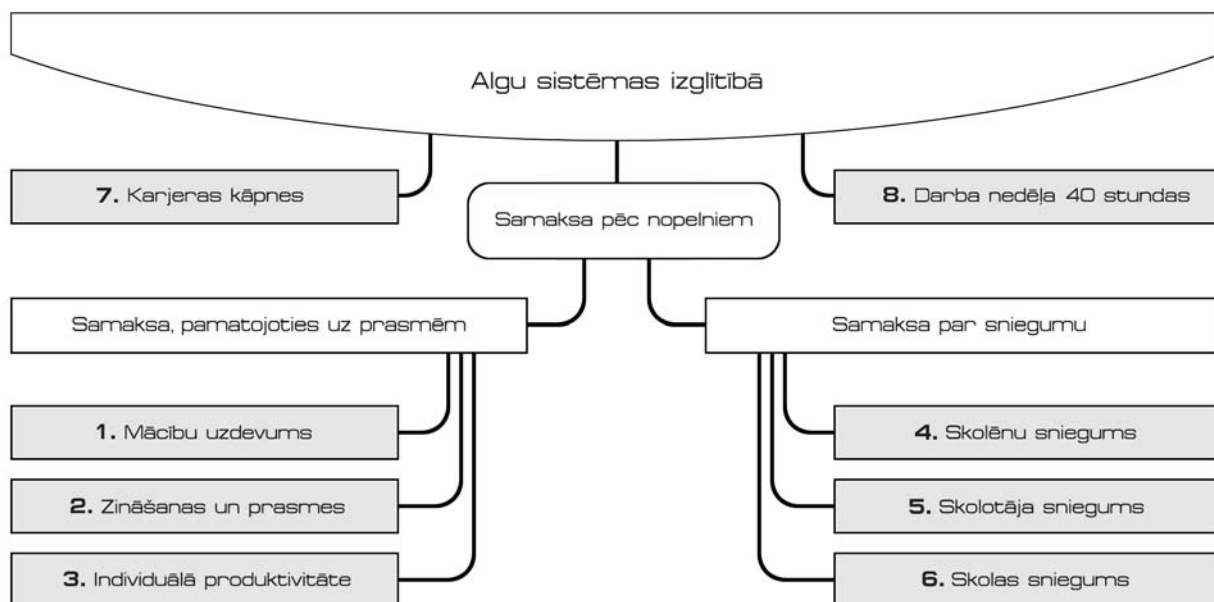 Algu sistēmas izglītībā
7. Karjeras kāpnes
8. Darba nedēļa 40 stundas
Samaksa pēc nopelniem
Samaksa, pamatojoties uz prasmēm
Samaksa par sniegumu
1. Mācību uzdevums
4. Skolēnu sniegums
2. Zināšanas un prasmes
5. Skolotāja sniegums
3. Individuālā produktivitāte
6. Skolas sniegums